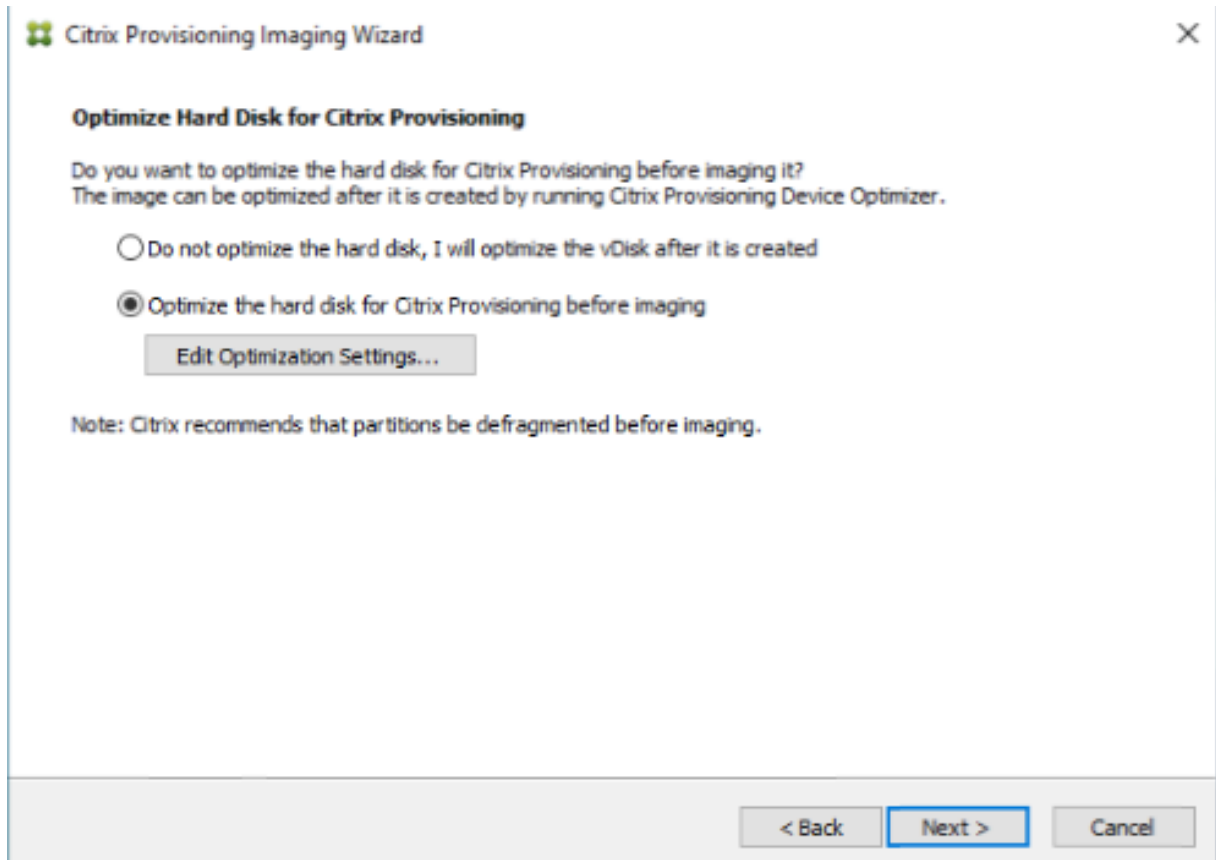 Citrix Provisioning Imaging Wizard
Optimize Hard Disk for Citrix Provisioning
Do you want to optimize the hard disk for Citrix Provisioning before imaging it?
The image can be optimized after it is created by running Citrix Provisioning Device Optimizer.
Do not optimize the hard disk, I will optimize the vDisk after it is created
Optimize the hard disk for Citrix Provisioning before imaging
Edit Optimization Settings...
Note: Citrix recommends that partitions be defragmented before imaging.
< Back Next > Cancel